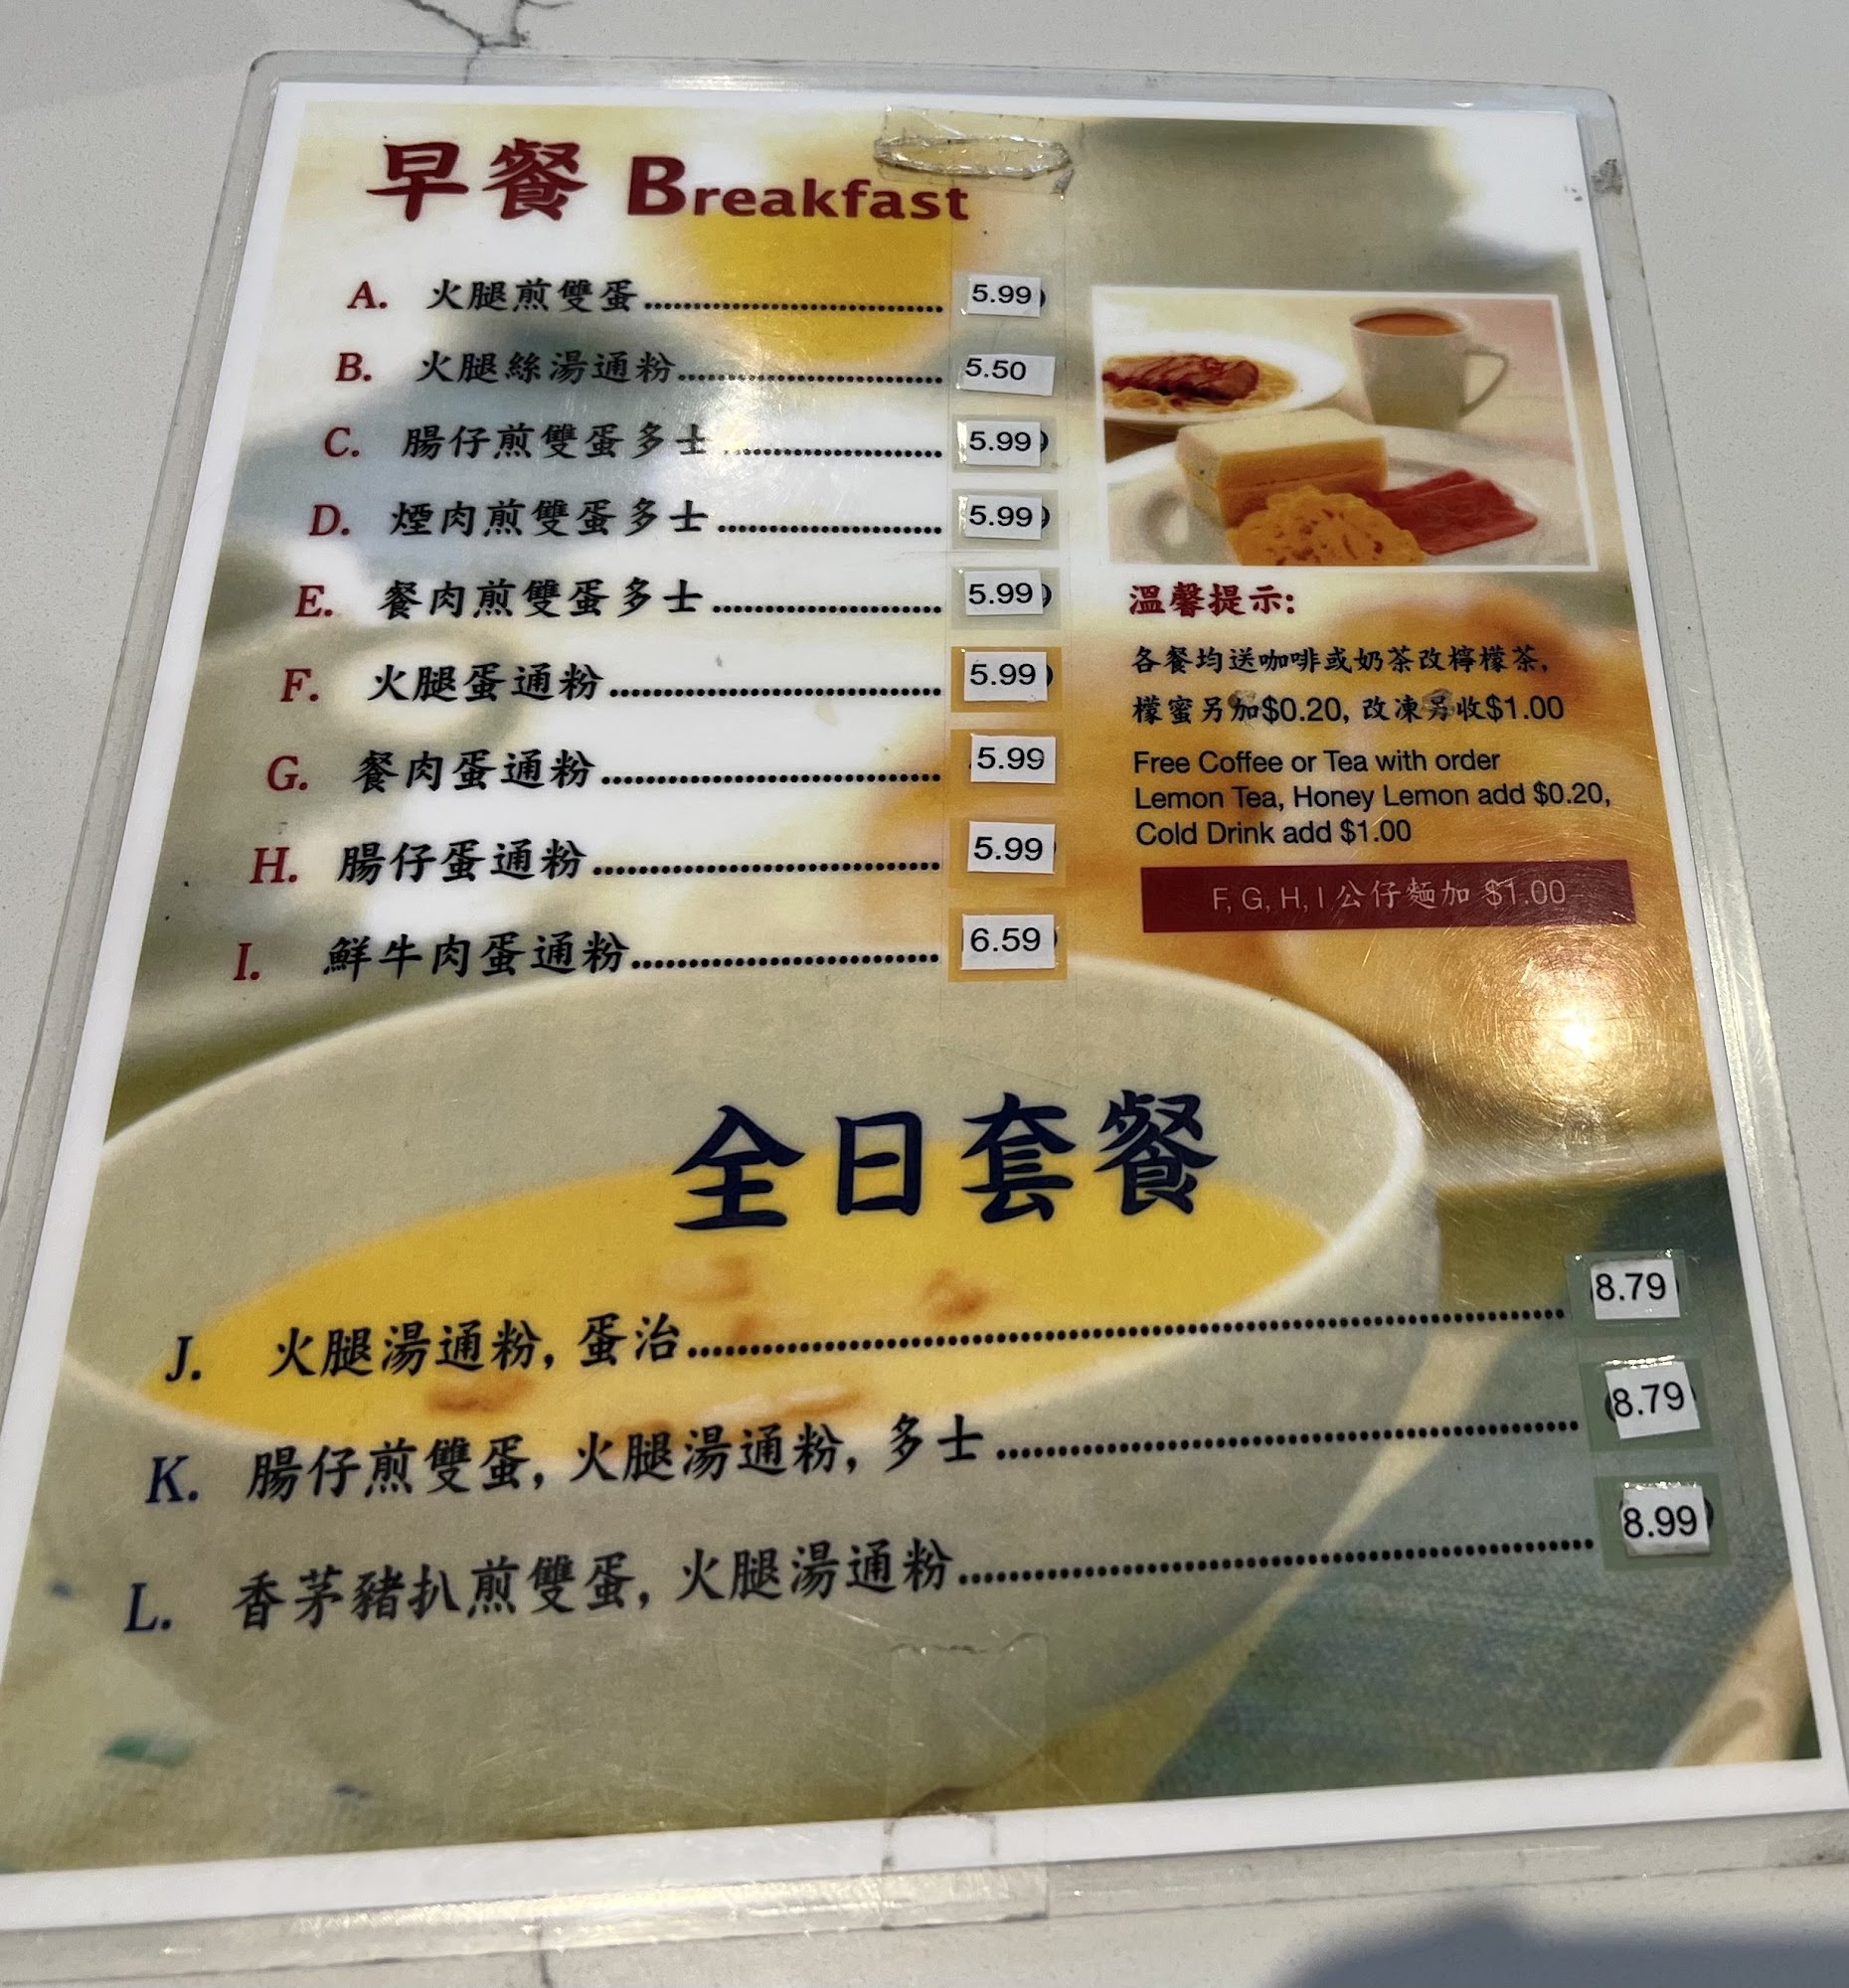 早餐 Breakfast
A. 火腿煎雙蛋 5.99
B. 火腿絲湯通粉 5.50
C. 腸仔煎雙蛋多士 5.99
D. 煙肉煎雙蛋多士 5.99
E. 餐肉煎雙蛋多士 5.99
F. 火腿蛋通粉 5.99
G. 餐肉蛋通粉 5.99
H. 腸仔蛋通粉 5.99
I. 鮮牛肉蛋通粉 6.59
溫馨提示:
各餐均送咖啡或奶茶改檸檬茶,
檬蜜另加$0.20, 改凍另收$1.00
Free Coffee or Tea with order
Lemon Tea, Honey Lemon add $0.20,
Cold Drink add $1.00
F, G, H, I 公仔麵加 $1.00
全日套餐
J. 火腿湯通粉, 蛋治 8.79
K. 腸仔煎雙蛋, 火腿湯通粉, 多士 8.79
L. 香茅豬扒煎雙蛋, 火腿湯通粉 8.99